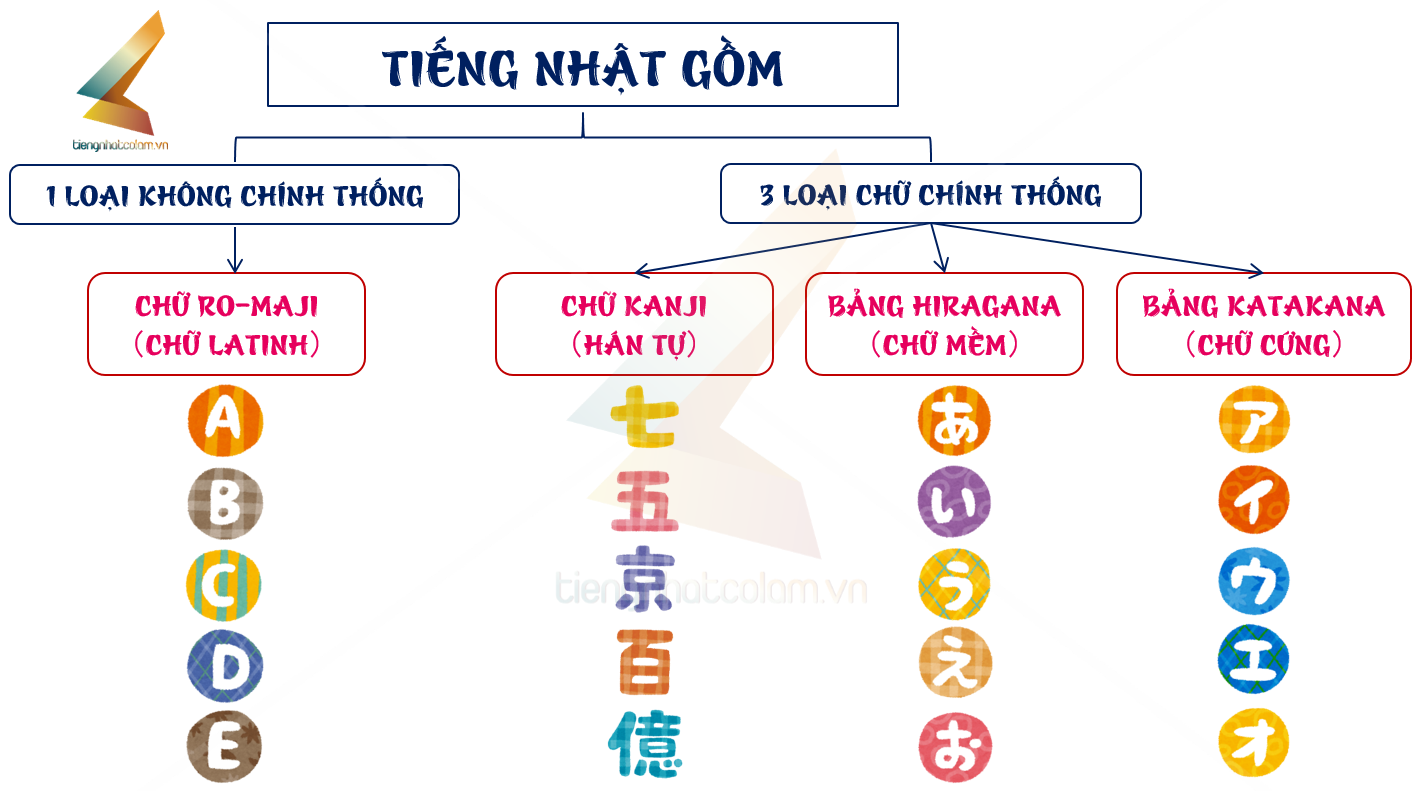 tiengnhatcolam.vn
TIẾNG NHẬT GỒM
1 LOẠI KHÔNG CHÍNH THỐNG
3 LOẠI CHỮ CHÍNH THỐNG
CHỮ RO-MAJI
(CHỮ LATINH)
A
B
C
D
E
CHỮ KANJI
(HÁN TỰ)
七
五
京
百
億
BẢNG HIRAGANA
(CHỮ MỀM)
あ
い
う
え
お
BẢNG KATAKANA
(CHỮ CỨNG)
ア
イ
ウ
エ
オ
tiengnhatcolam.vn